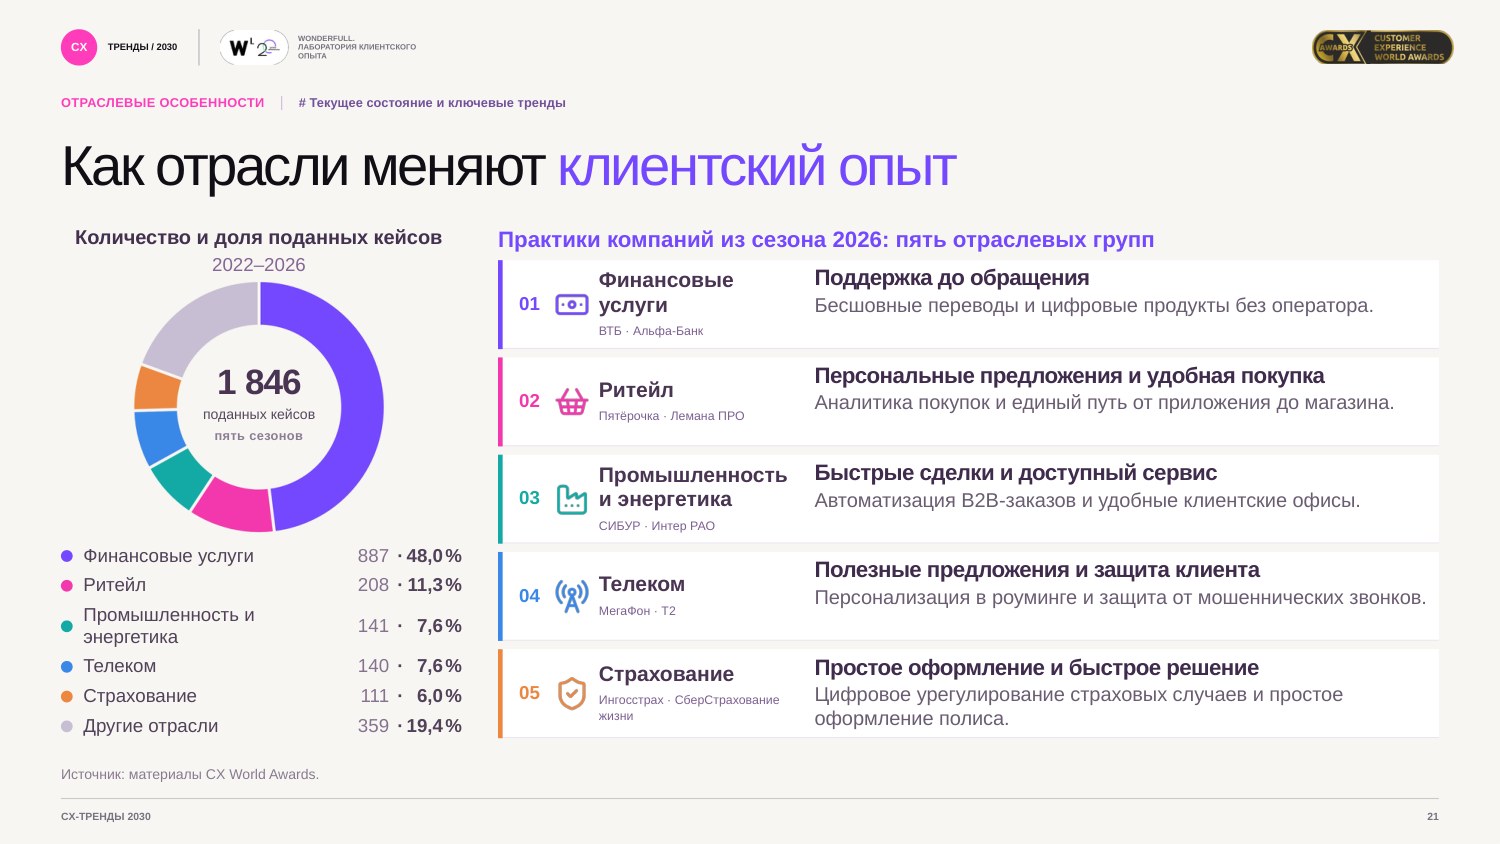 CX
ТРЕНДЫ / 2030
WL
WONDERFULL.
ЛАБОРАТОРИЯ КЛИЕНТСКОГО
ОПЫТА
CX AWARDS
CUSTOMER
EXPERIENCE
WORLD AWARDS
ОТРАСЛЕВЫЕ ОСОБЕННОСТИ
# Текущее состояние и ключевые тренды
Как отрасли меняют клиентский опыт
Количество и доля поданных кейсов
2022–2026
1 846
поданных кейсов
пять сезонов
Финансовые услуги 887 · 48,0 %
Ритейл 208 · 11,3 %
Промышленность и
энергетика 141 · 7,6 %
Телеком 140 · 7,6 %
Страхование 111 · 6,0 %
Другие отрасли 359 · 19,4 %
Практики компаний из сезона 2026: пять отраслевых групп
01
Финансовые
услуги
ВТБ · Альфа-Банк
Поддержка до обращения
Бесшовные переводы и цифровые продукты без оператора.
02
Ритейл
Пятёрочка · Лемана ПРО
Персональные предложения и удобная покупка
Аналитика покупок и единый путь от приложения до магазина.
03
Промышленность
и энергетика
СИБУР · Интер РАО
Быстрые сделки и доступный сервис
Автоматизация B2B-заказов и удобные клиентские офисы.
04
Телеком
МегаФон · Т2
Полезные предложения и защита клиента
Персонализация в роуминге и защита от мошеннических звонков.
05
Страхование
Ингосстрах · СберСтрахование
жизни
Простое оформление и быстрое решение
Цифровое урегулирование страховых случаев и простое
оформление полиса.
Источник: материалы CX World Awards.
CX-ТРЕНДЫ 2030
21